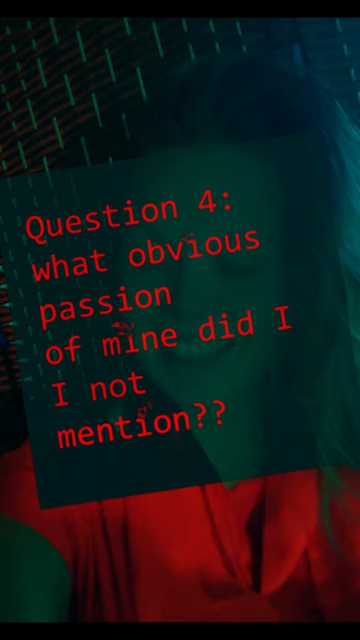 Question 4:
what obvious
passion
of mine did I
I not
mention??